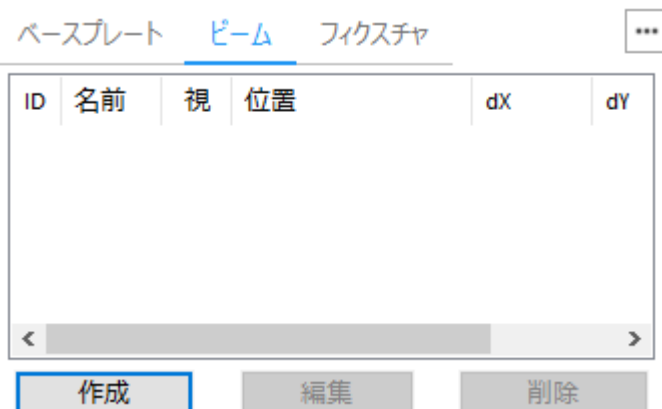 ベースプレート ビーム フィクスチャ ...
ID 名前 視 位置 dX dY
作成 編集 削除